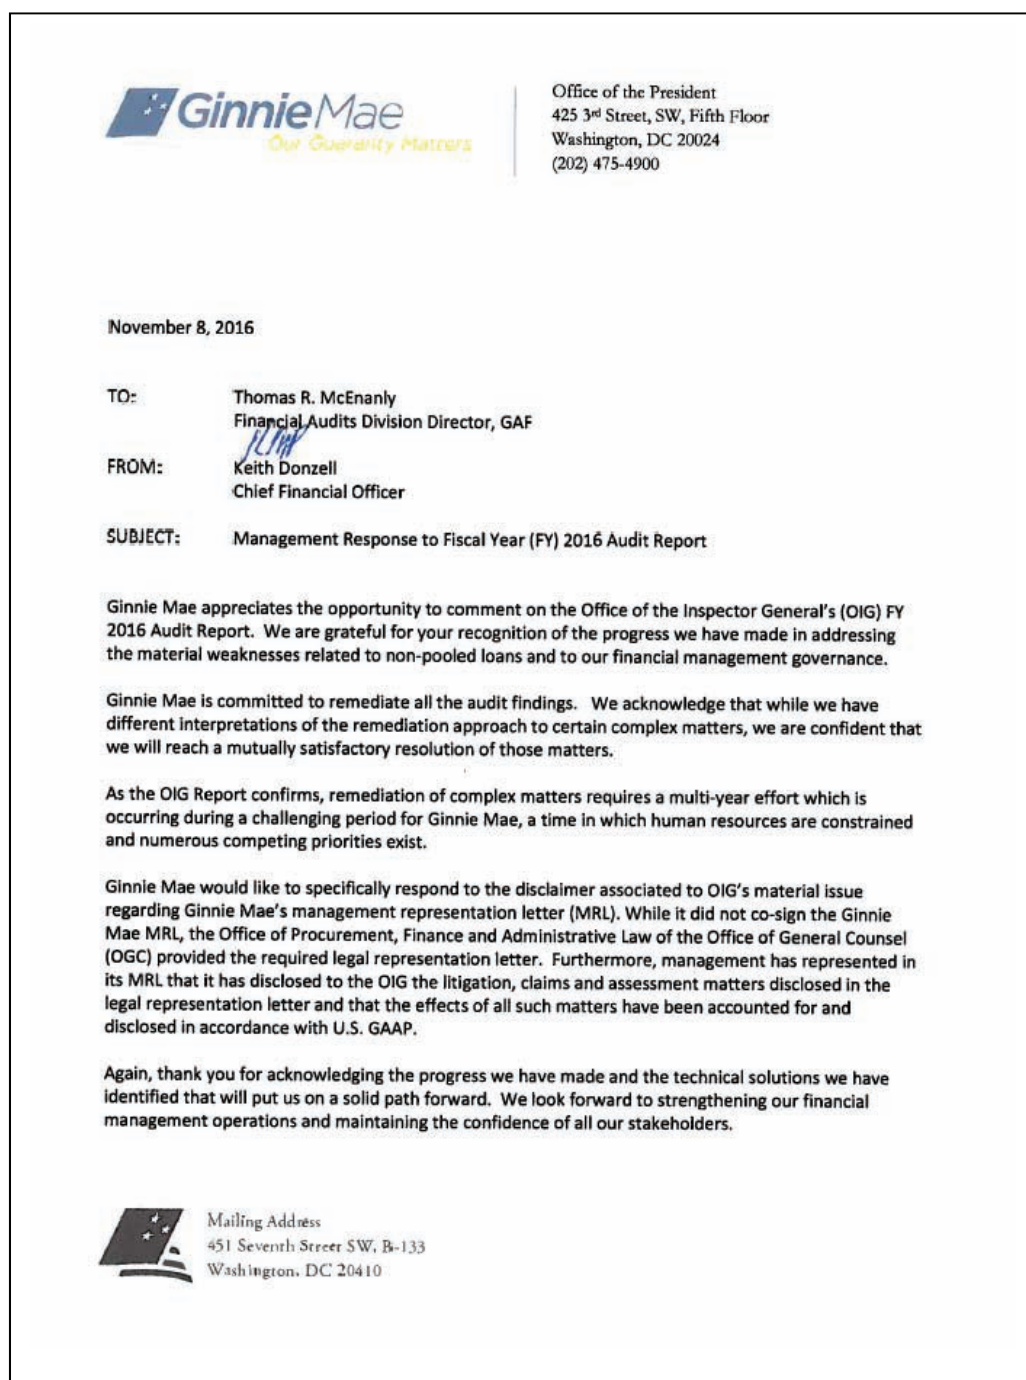 GinnieMae
Our Guaranty Matters
Office of the President
425 3rd Street, SW, Fifth Floor
Washington, DC 20024
(202) 475-4900
November 8, 2016
TO: Thomas R. McEnanly
Financial Audits Division Director, GAF
FROM: Keith Donzell
Chief Financial Officer
SUBJECT: Management Response to Fiscal Year (FY) 2016 Audit Report
Ginnie Mae appreciates the opportunity to comment on the Office of the Inspector General's (OIG) FY
2016 Audit Report. We are grateful for your recognition of the progress we have made in addressing
the material weaknesses related to non-pooled loans and to our financial management governance.
Ginnie Mae is committed to remediate all the audit findings. We acknowledge that while we have
different interpretations of the remediation approach to certain complex matters, we are confident that
we will reach a mutually satisfactory resolution of those matters.
As the OIG Report confirms, remediation of complex matters requires a multi-year effort which is
occurring during a challenging period for Ginnie Mae, a time in which human resources are constrained
and numerous competing priorities exist.
Ginnie Mae would like to specifically respond to the disclaimer associated to OIG's material issue
regarding Ginnie Mae's management representation letter (MRL). While it did not co-sign the Ginnie
Mae MRL, the Office of Procurement, Finance and Administrative Law of the Office of General Counsel
(OGC) provided the required legal representation letter. Furthermore, management has represented in
its MRL that it has disclosed to the OIG the litigation, claims and assessment matters disclosed in the
legal representation letter and that the effects of all such matters have been accounted for and
disclosed in accordance with U.S. GAAP.
Again, thank you for acknowledging the progress we have made and the technical solutions we have
identified that will put us on a solid path forward. We look forward to strengthening our financial
management operations and maintaining the confidence of all our stakeholders.
Mailing Address
451 Seventh Street SW, B-133
Washington, DC 20410